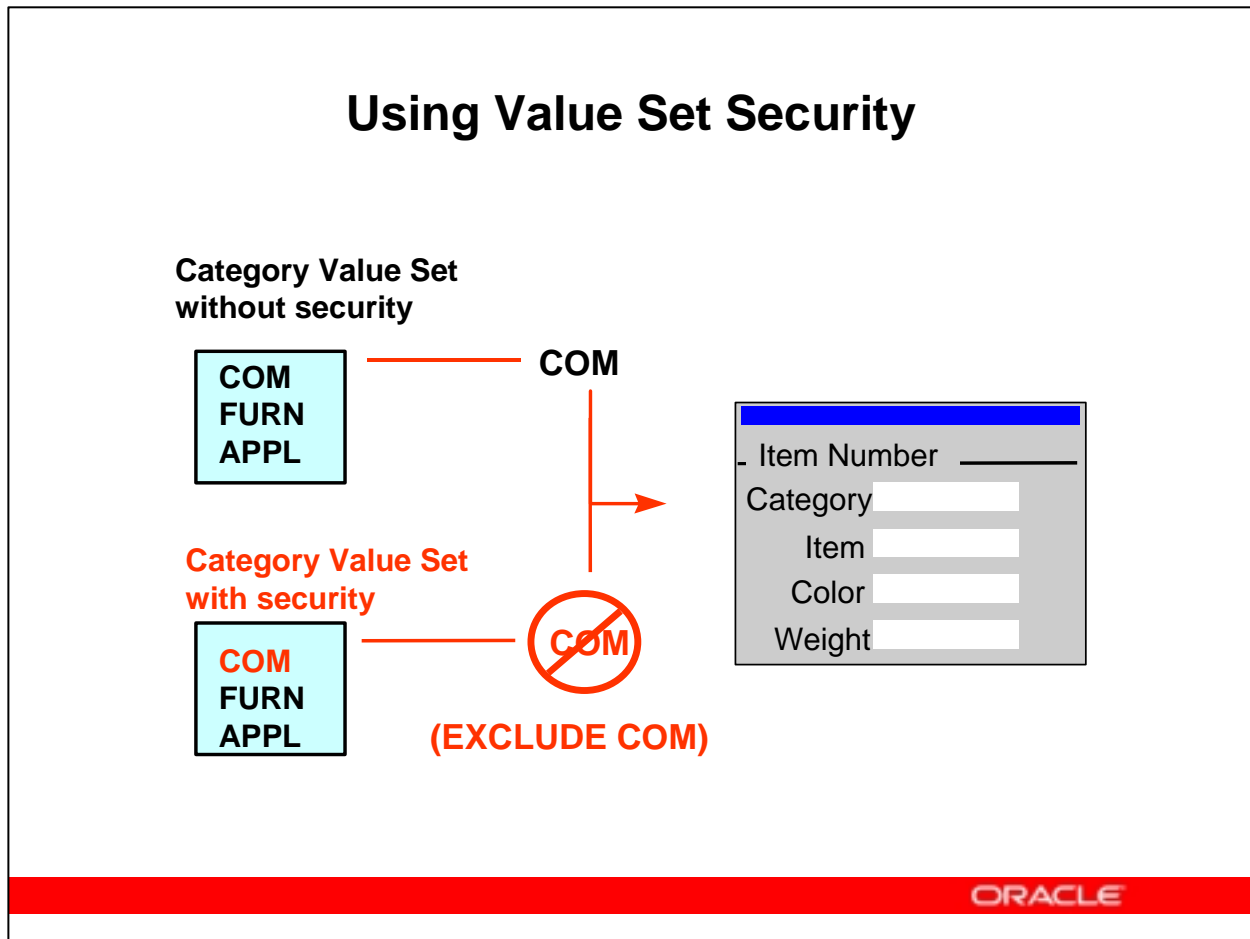 Using Value Set Security
Category Value Set
without security
COM
FURN
APPL
COM
Category Value Set
with security
COM
FURN
APPL
COM
(EXCLUDE COM)
Item Number
Category
Item
Color
Weight
ORACLE